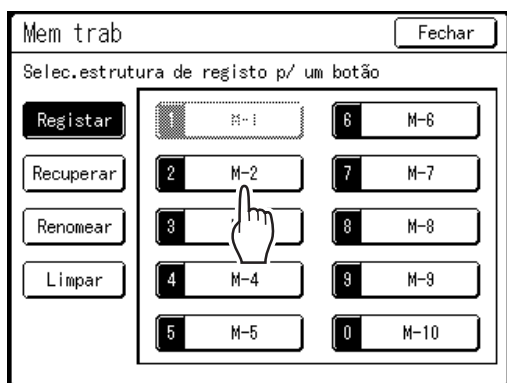 Mem trab Fechar
Selec.estrutura de registo p/ um botão
Registar 1 M-1 6 M-6
Recuperar 2 M-2 7 M-7
Renomear 3 8 M-8
Limpar 4 M-4 9 M-9
5 M-5 0 M-10